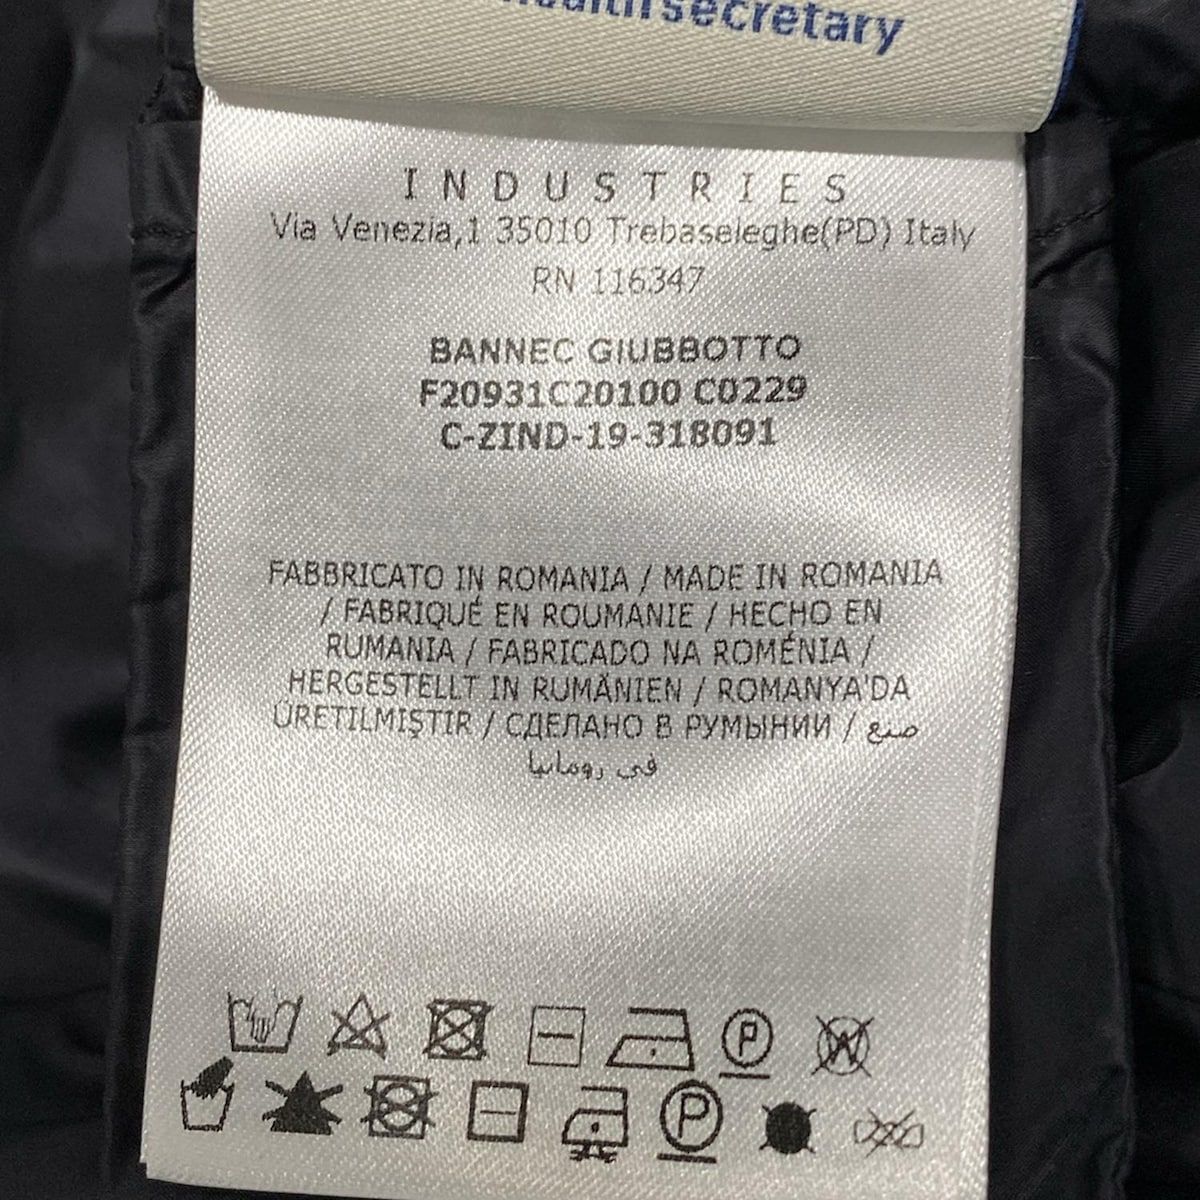 secretary
INDUSTRIES
Via Venezia,1 35010 Trebaseleghe(PD) Italy
RN 116347
BANNEC GIUBBOTTO
F20931C20100 C0229
C-ZIND-19-318091
FABBRICATO IN ROMANIA / MADE IN ROMANIA
/ FABRIQUÉ EN ROUMANIE / HECHO EN
RUMANIA / FABRICADO NA ROMÉNIA /
HERGESTELLT IN RUMÄNIEN / ROMANYA'DA
ÜRETILMIŞTIR / СДЕЛАНО В РУМЫНИИ / صنع
في رومانيا
P W
P